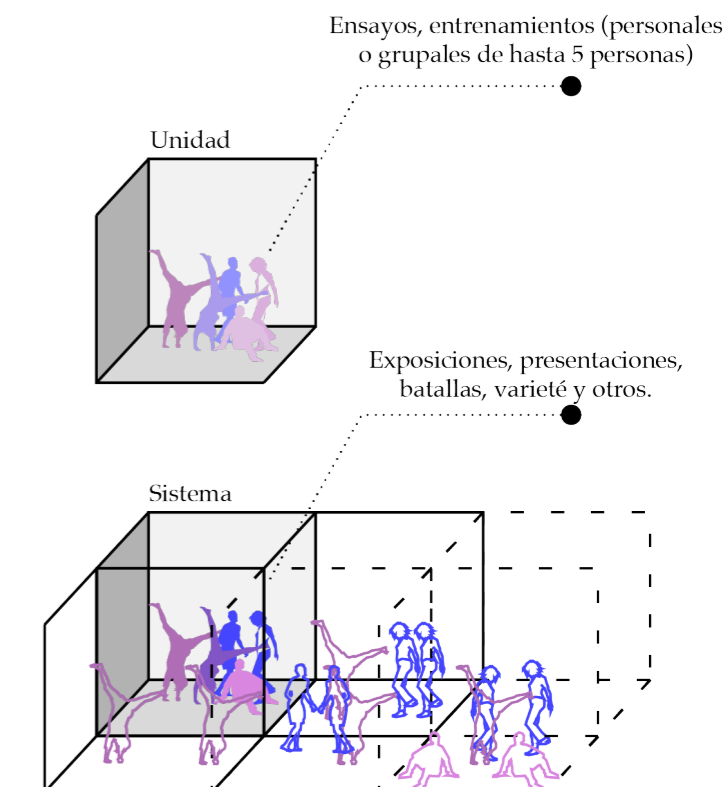 Ensayos, entrenamientos (personales
o grupales de hasta 5 personas)
Unidad
Exposiciones, presentaciones,
batallas, varieté y otros.
Sistema